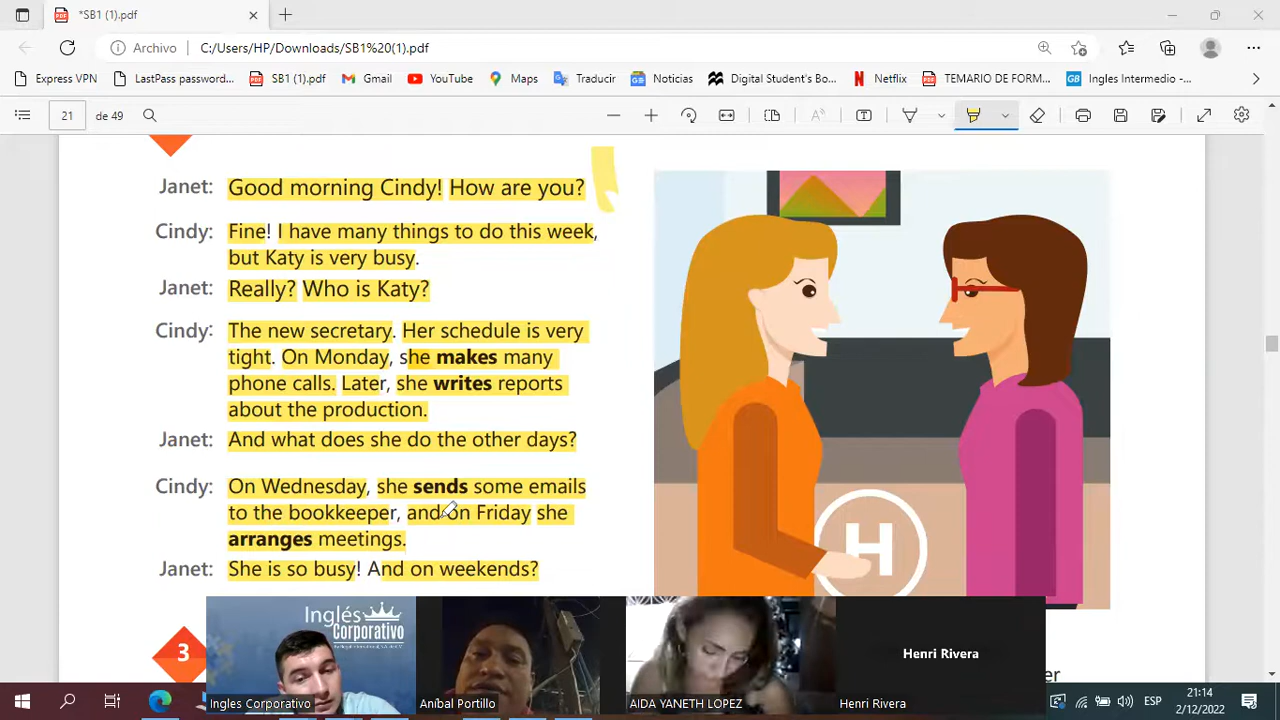 *SB1 (1).pdf
Archivo
C:/Users/HP/Downloads/SB1%20(1).pdf
Express VPN
LastPass password...
SB1 (1).pdf
Gmail
YouTube
Maps
Traducir
Noticias
Digital Student's Bo...
Netflix
TEMARIO DE FORM...
GB
Ingles Intermedio -...
21
de 49
Janet: Good morning Cindy! How are you?
Cindy: Fine! I have many things to do this week,
but Katy is very busy.
Janet: Really? Who is Katy?
Cindy: The new secretary. Her schedule is very
tight. On Monday, she makes many
phone calls. Later, she writes reports
about the production.
Janet: And what does she do the other days?
Cindy: On Wednesday, she sends some emails
to the bookkeeper, and on Friday she
arranges meetings.
Janet: She is so busy! And on weekends?
H
3
Inglés
Corporativo
Ingles Corporativo
Aníbal Portillo
AIDA YANETH LOPEZ
Henri Rivera
Henri Rivera
ESP
21:14
2/12/2022